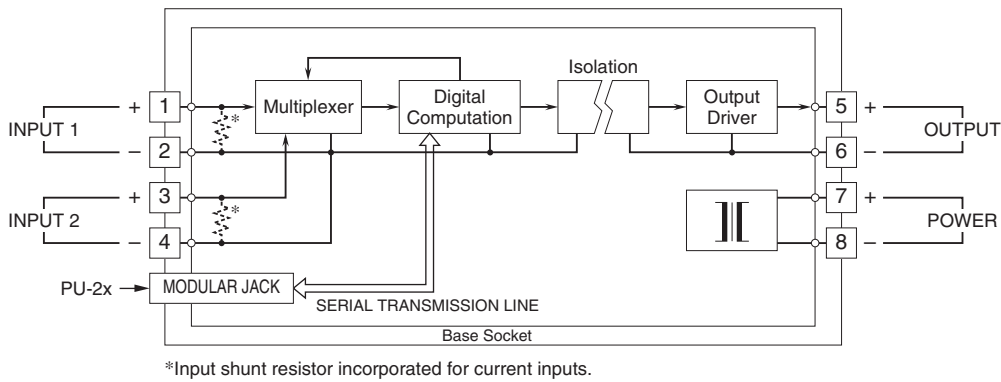 Isolation
Multiplexer
Digital
Computation
Output
Driver
INPUT 1
+ 1
– 2
*
INPUT 2
+ 3
– 4
*
5 +
6 –
OUTPUT
7 +
8 –
POWER
PU-2x
MODULAR JACK
SERIAL TRANSMISSION LINE
Base Socket
*Input shunt resistor incorporated for current inputs.